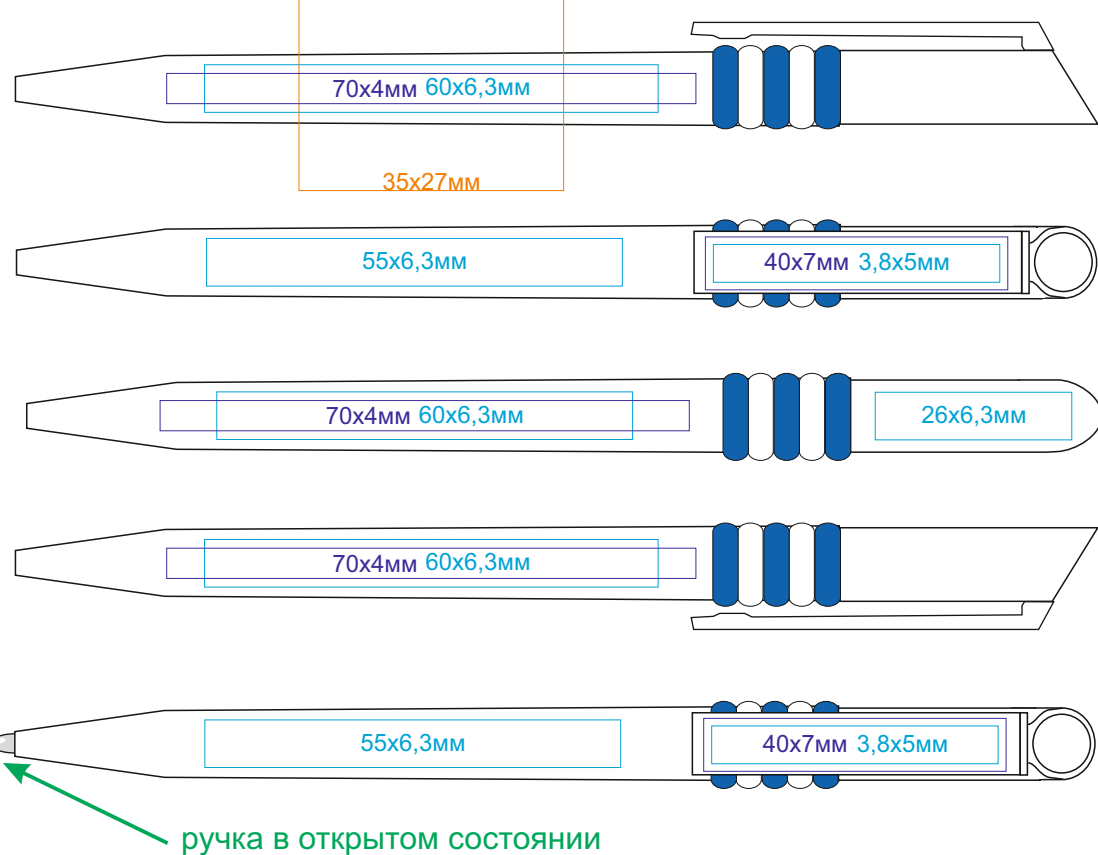 70х4мм 60х6,3мм
35х27мм
55х6,3мм 40х7мм 3,8х5мм
70х4мм 60х6,3мм 26х6,3мм
70х4мм 60х6,3мм
55х6,3мм 40х7мм 3,8х5мм
ручка в открытом состоянии